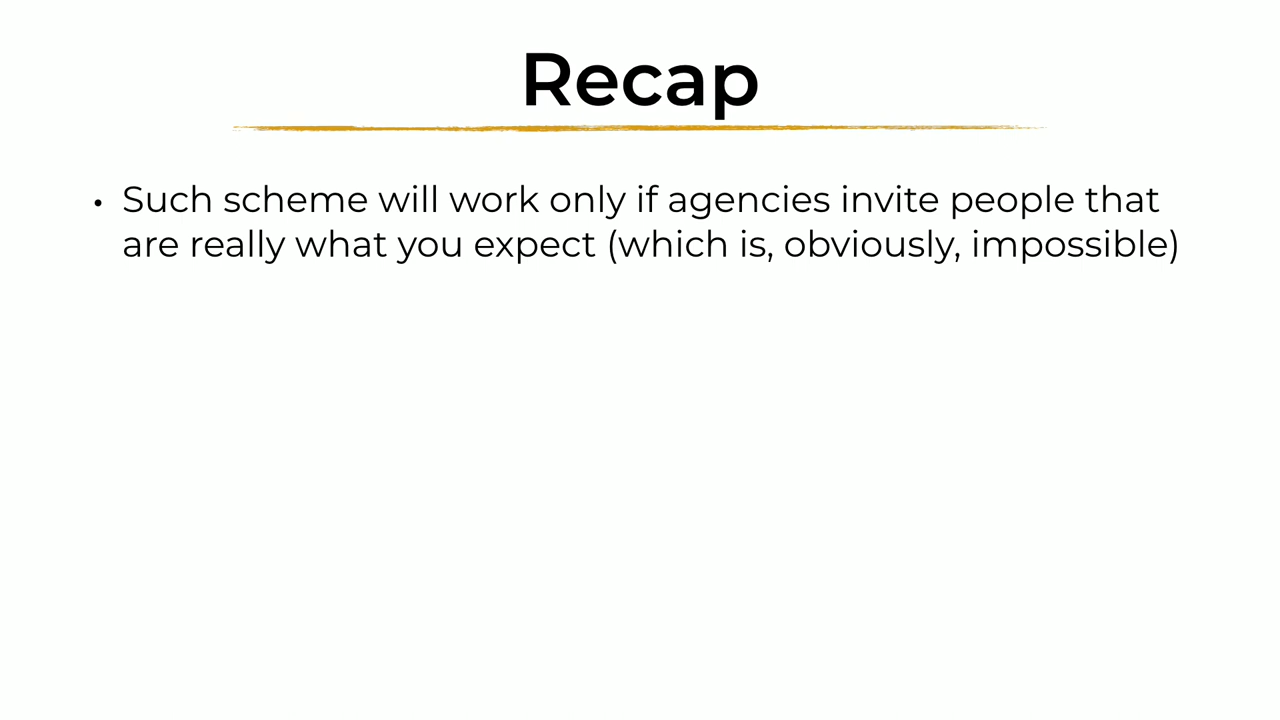 Recap
• Such scheme will work only if agencies invite people that
are really what you expect (which is, obviously, impossible)